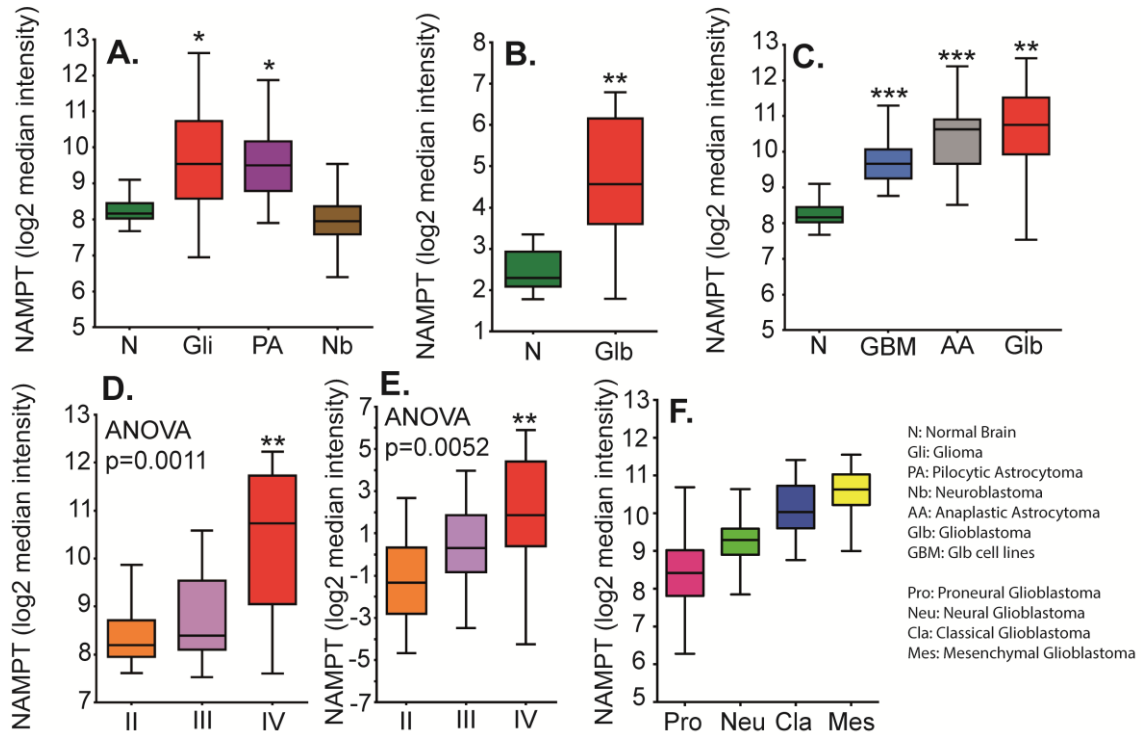 A.
NAMPT (log2 median intensity)
13
12
11
10
9
8
7
6
5
*
*
N Gli PA Nb
B.
NAMPT (log2 median intensity)
8
7
6
5
4
3
2
1
**
N Glb
C.
NAMPT (log2 median intensity)
13
12
11
10
9
8
7
6
5
***
***
**
N GBM AA Glb
D.
NAMPT (log2 median intensity)
13
12
11
10
9
8
7
ANOVA
p=0.0011
**
II III IV
E.
NAMPT (log2 median intensity)
7
5
3
1
-1
-3
-5
-7
ANOVA
p=0.0052
**
II III IV
F.
NAMPT (log2 median intensity)
13
12
11
10
9
8
7
6
5
Pro Neu Cla Mes
N: Normal Brain
Gli: Glioma
PA: Pilocytic Astrocytoma
Nb: Neuroblastoma
AA: Anaplastic Astrocytoma
Glb: Glioblastoma
GBM: Glb cell lines
Pro: Proneural Glioblastoma
Neu: Neural Glioblastoma
Cla: Classical Glioblastoma
Mes: Mesenchymal Glioblastoma